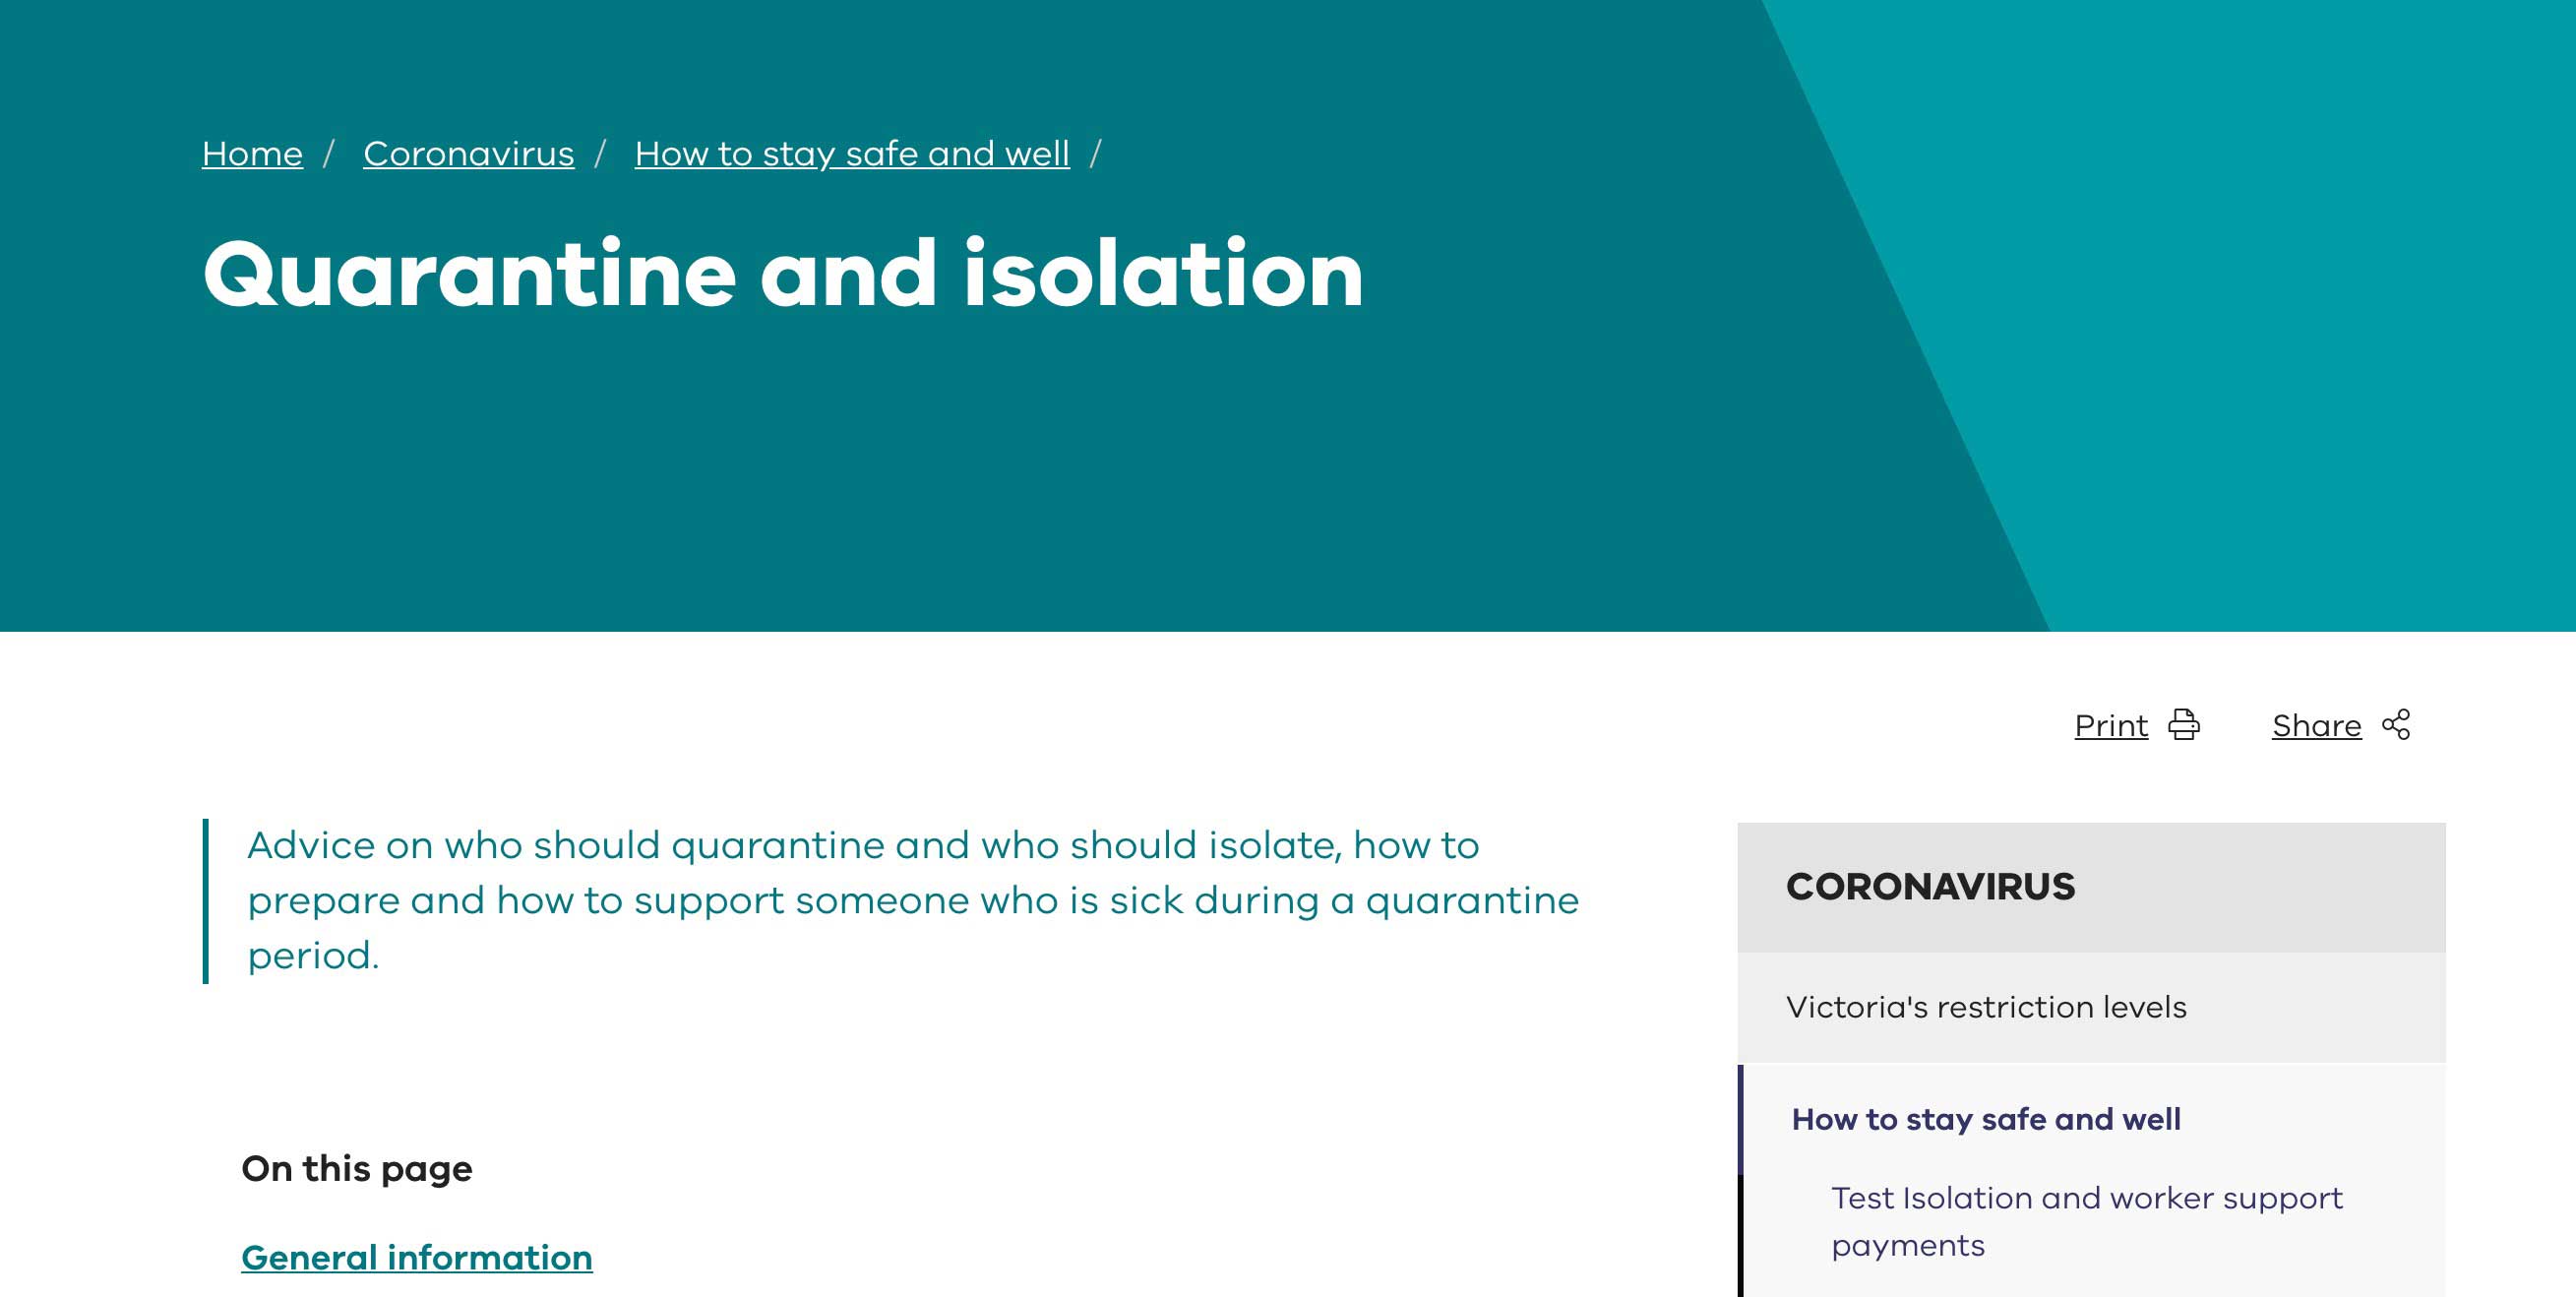 Home / Coronavirus / How to stay safe and well /
Quarantine and isolation
Print Share
Advice on who should quarantine and who should isolate, how to
prepare and how to support someone who is sick during a quarantine
period.
On this page
General information
CORONAVIRUS
Victoria's restriction levels
How to stay safe and well
Test Isolation and worker support
payments